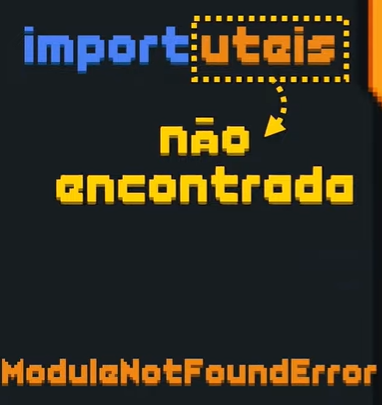 import uteis
não
encontrada
ModuleNotFoundError